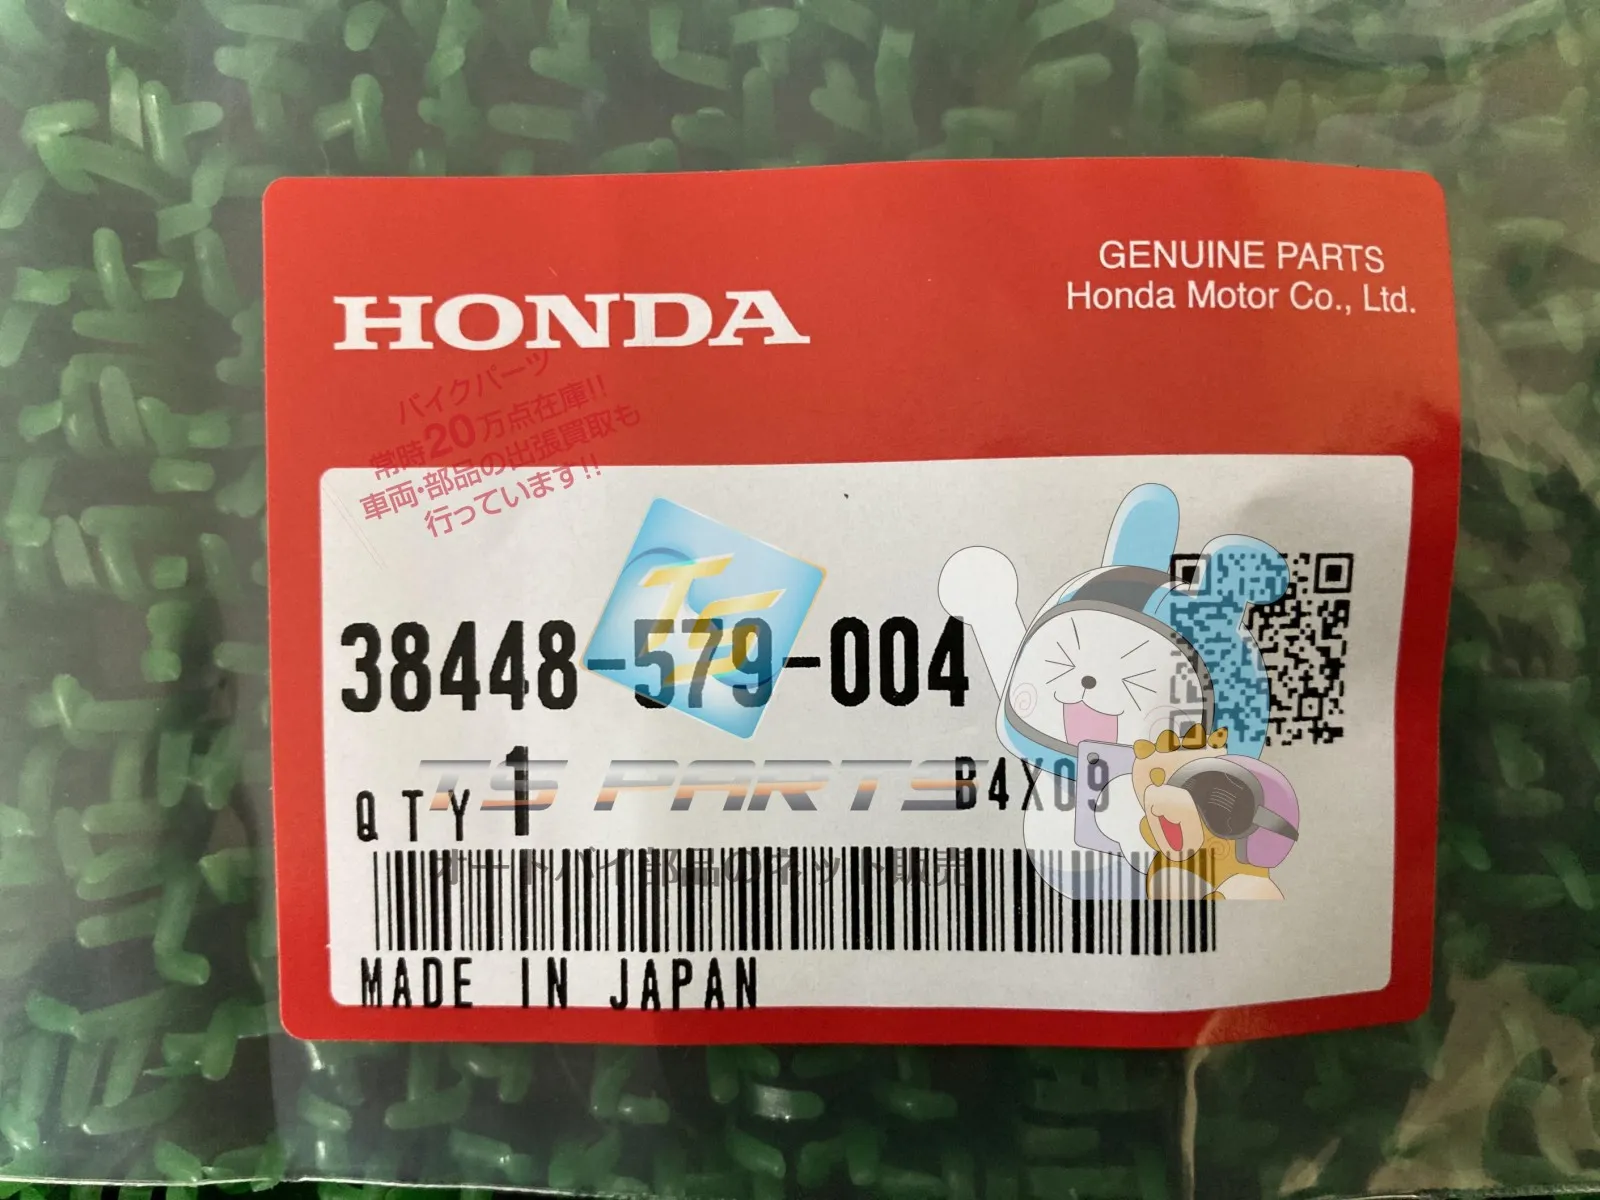 GENUINE PARTS
Honda Motor Co., Ltd.
HONDA
バイクパーツ
常時20万点在庫!!
車両・部品の出張買取も
行っています!!
TS
38448-579-004
TS PARTS
QTY 1
B4X09
オートバイ部品のネット販売
MADE IN JAPAN